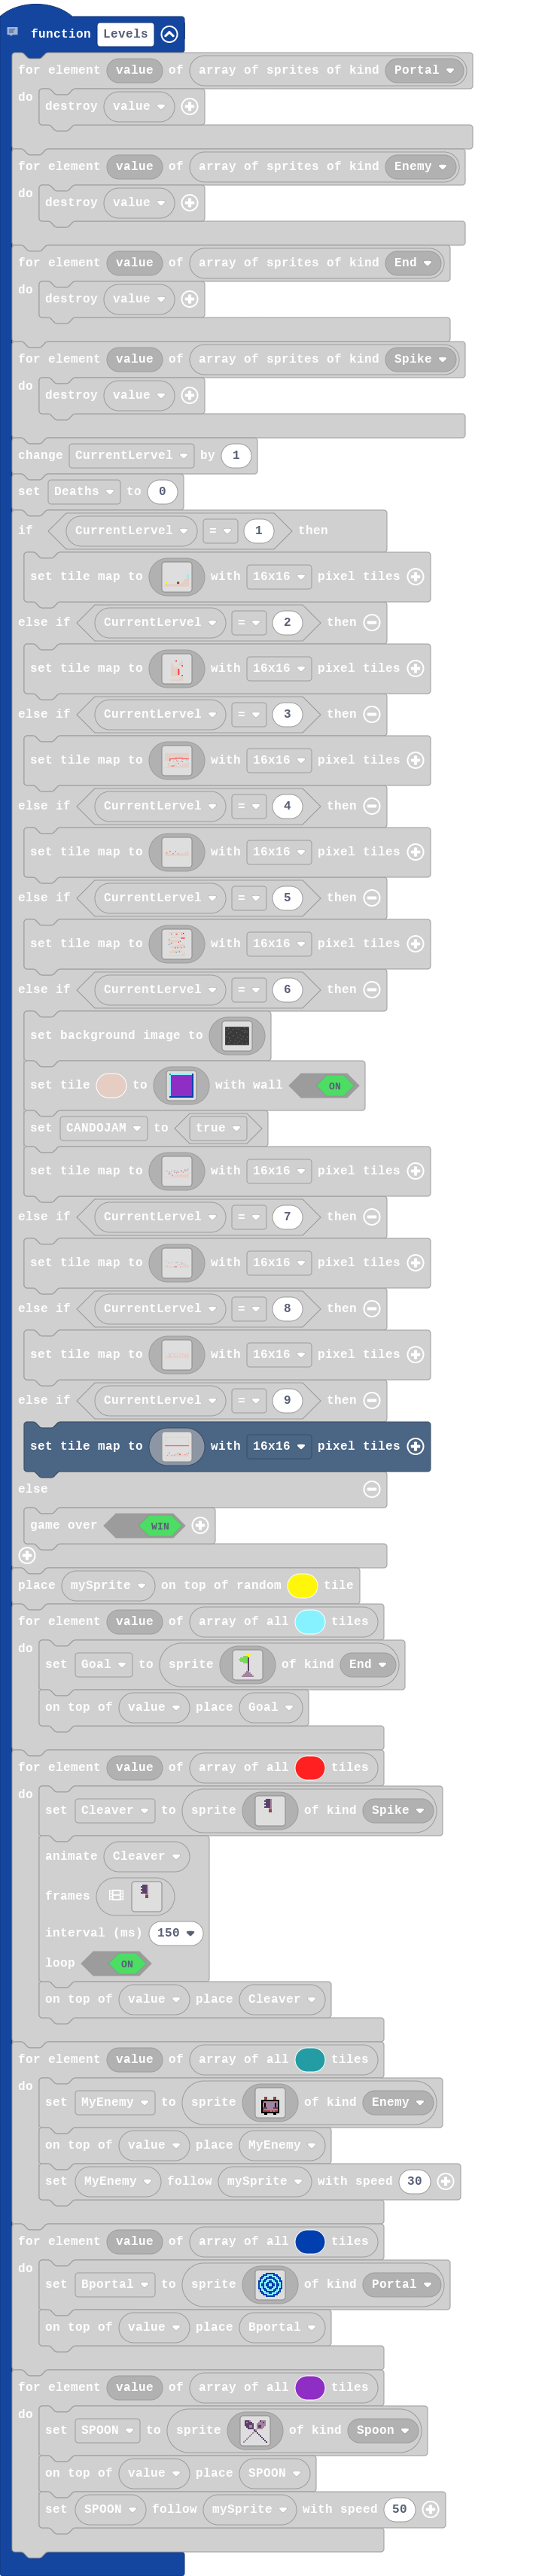 function Levels
for element value of array of sprites of kind Portal
do destroy value
for element value of array of sprites of kind Enemy
do destroy value
for element value of array of sprites of kind End
do destroy value
for element value of array of sprites of kind Spike
do destroy value
change CurrentLervel by 1
set Deaths to 0
if CurrentLervel = 1 then
set tile map to with 16x16 pixel tiles
else if CurrentLervel = 2 then
set tile map to with 16x16 pixel tiles
else if CurrentLervel = 3 then
set tile map to with 16x16 pixel tiles
else if CurrentLervel = 4 then
set tile map to with 16x16 pixel tiles
else if CurrentLervel = 5 then
set tile map to with 16x16 pixel tiles
else if CurrentLervel = 6 then
set background image to
set tile to with wall ON
set CANDOJAM to true
set tile map to with 16x16 pixel tiles
else if CurrentLervel = 7 then
set tile map to with 16x16 pixel tiles
else if CurrentLervel = 8 then
set tile map to with 16x16 pixel tiles
else if CurrentLervel = 9 then
set tile map to with 16x16 pixel tiles
else
game over WIN
place mySprite on top of random tile
for element value of array of all tiles
do set Goal to sprite of kind End
on top of value place Goal
for element value of array of all tiles
do set Cleaver to sprite of kind Spike
animate Cleaver
frames
interval (ms) 150
loop ON
on top of value place Cleaver
for element value of array of all tiles
do set MyEnemy to sprite of kind Enemy
on top of value place MyEnemy
set MyEnemy follow mySprite with speed 30
for element value of array of all tiles
do set Bportal to sprite of kind Portal
on top of value place Bportal
for element value of array of all tiles
do set SPOON to sprite of kind Spoon
on top of value place SPOON
set SPOON follow mySprite with speed 50